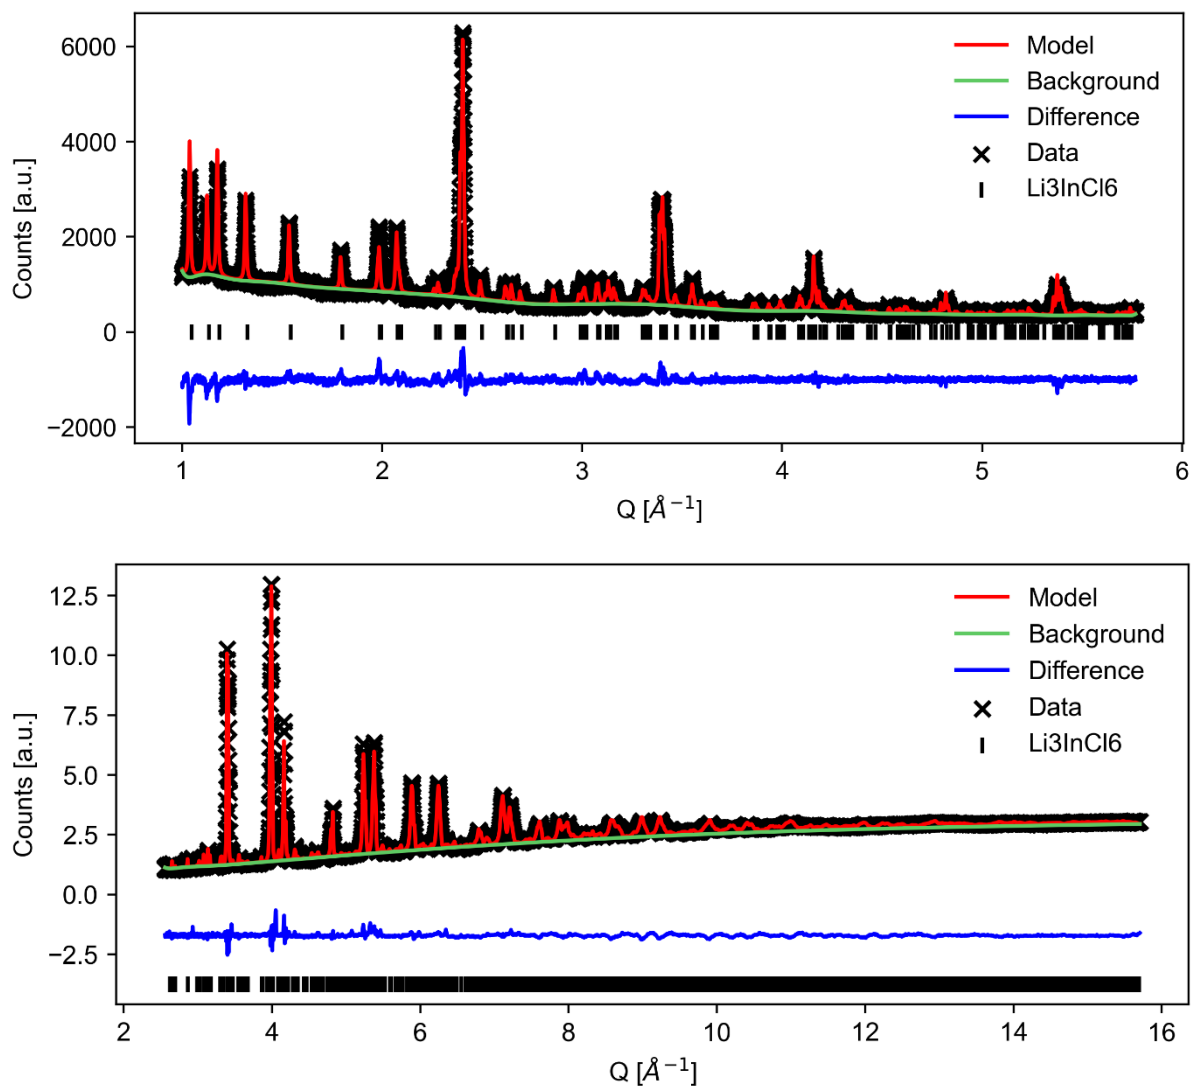 6000
4000
2000
0
−2000
Counts [a.u.]
Model
Background
Difference
Data
Li3InCl6
1 2 3 4 5 6
Q [Å⁻¹]
12.5
10.0
7.5
5.0
2.5
0.0
−2.5
Counts [a.u.]
Model
Background
Difference
Data
Li3InCl6
2 4 6 8 10 12 14 16
Q [Å⁻¹]